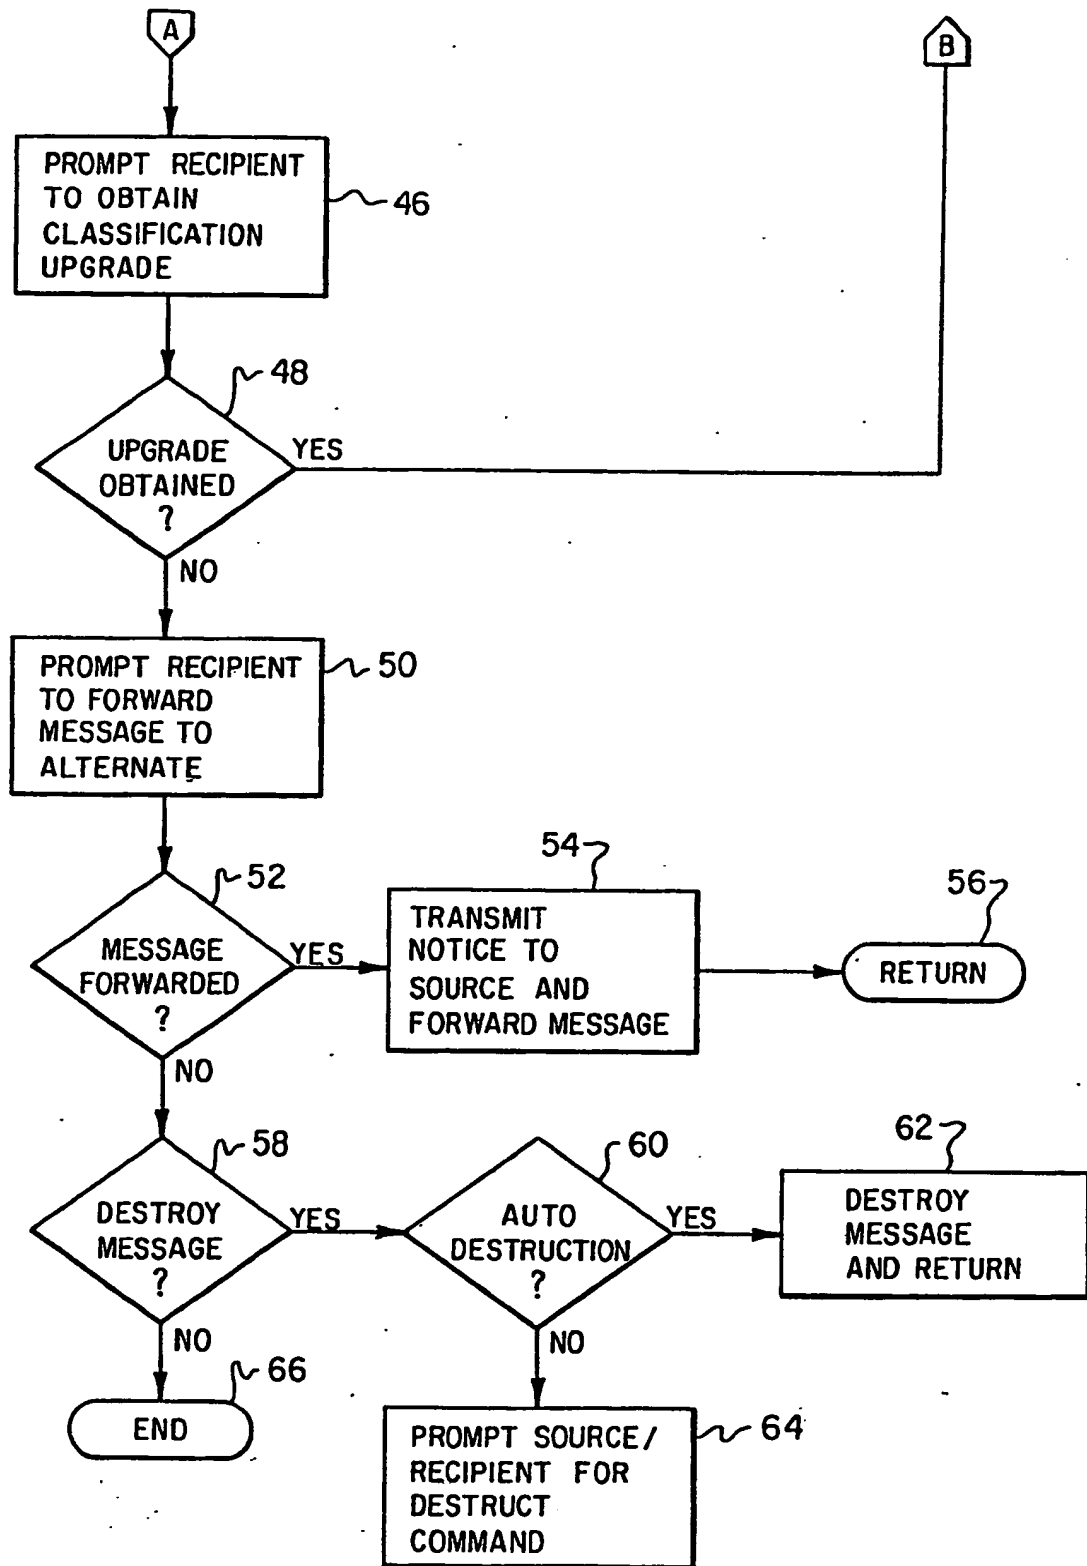 A
B
PROMPT RECIPIENT
TO OBTAIN
CLASSIFICATION
UPGRADE
46
48
UPGRADE
OBTAINED
?
YES
NO
PROMPT RECIPIENT
TO FORWARD
MESSAGE TO
ALTERNATE
50
52
MESSAGE
FORWARDED
?
YES
NO
54
TRANSMIT
NOTICE TO
SOURCE AND
FORWARD MESSAGE
56
RETURN
58
DESTROY
MESSAGE
?
YES
NO
60
AUTO
DESTRUCTION
?
YES
NO
62
DESTROY
MESSAGE
AND RETURN
66
END
PROMPT SOURCE/
RECIPIENT FOR
DESTRUCT
COMMAND
64